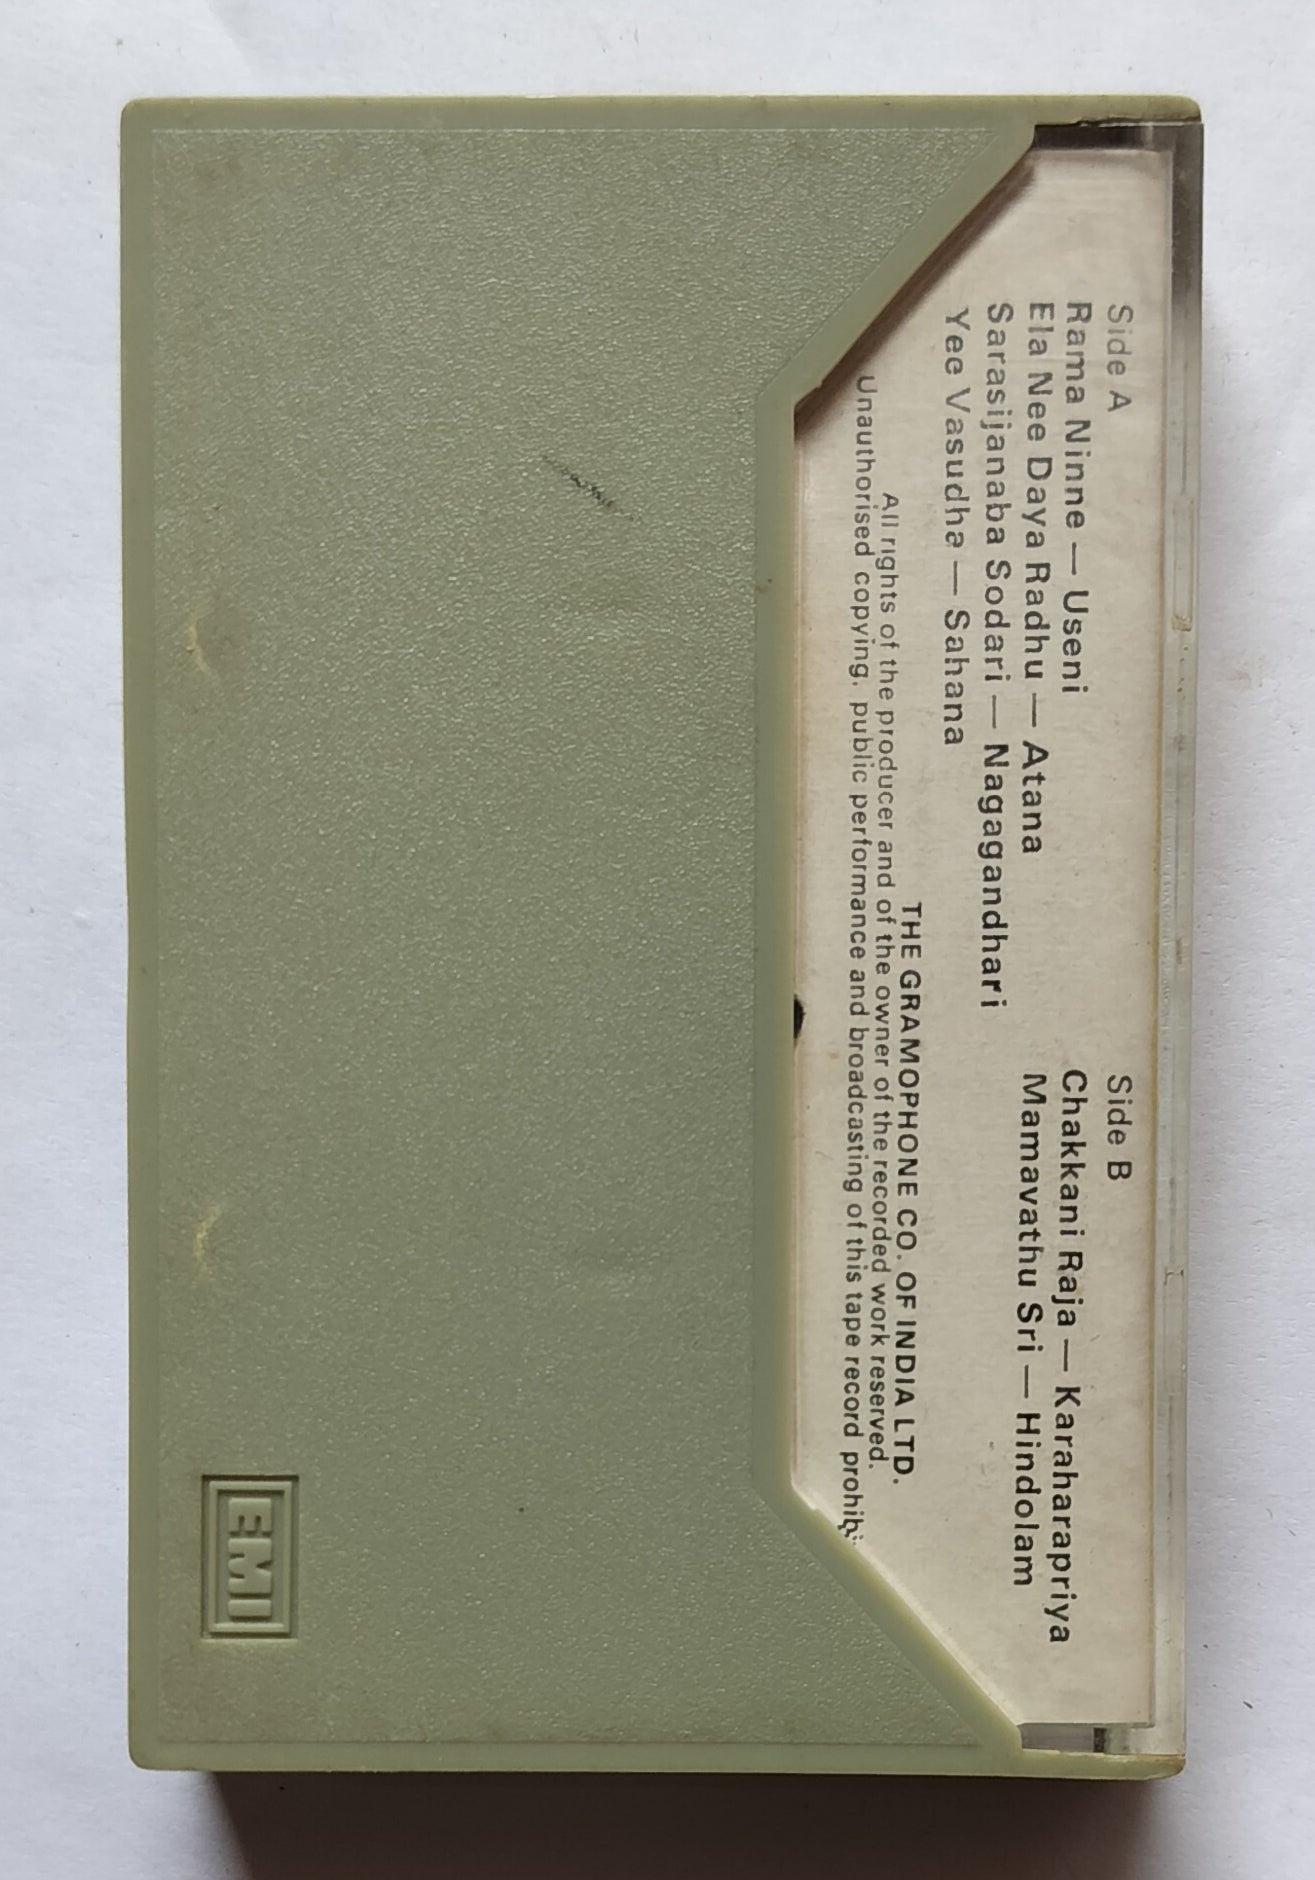 Side A
Rama Ninne — Useni
Ela Nee Daya Radhu — Atana
Sarasijanaba Sodari — Nagagandhari
Yee Vasudha — Sahana
Side B
Chakkani Raja — Karaharapriya
Mamavathu Sri — Hindolam
THE GRAMOPHONE CO. OF INDIA LTD.
All rights of the producer and of the owner of the recorded work reserved.
Unauthorised copying, public performance and broadcasting of this tape record
EMI